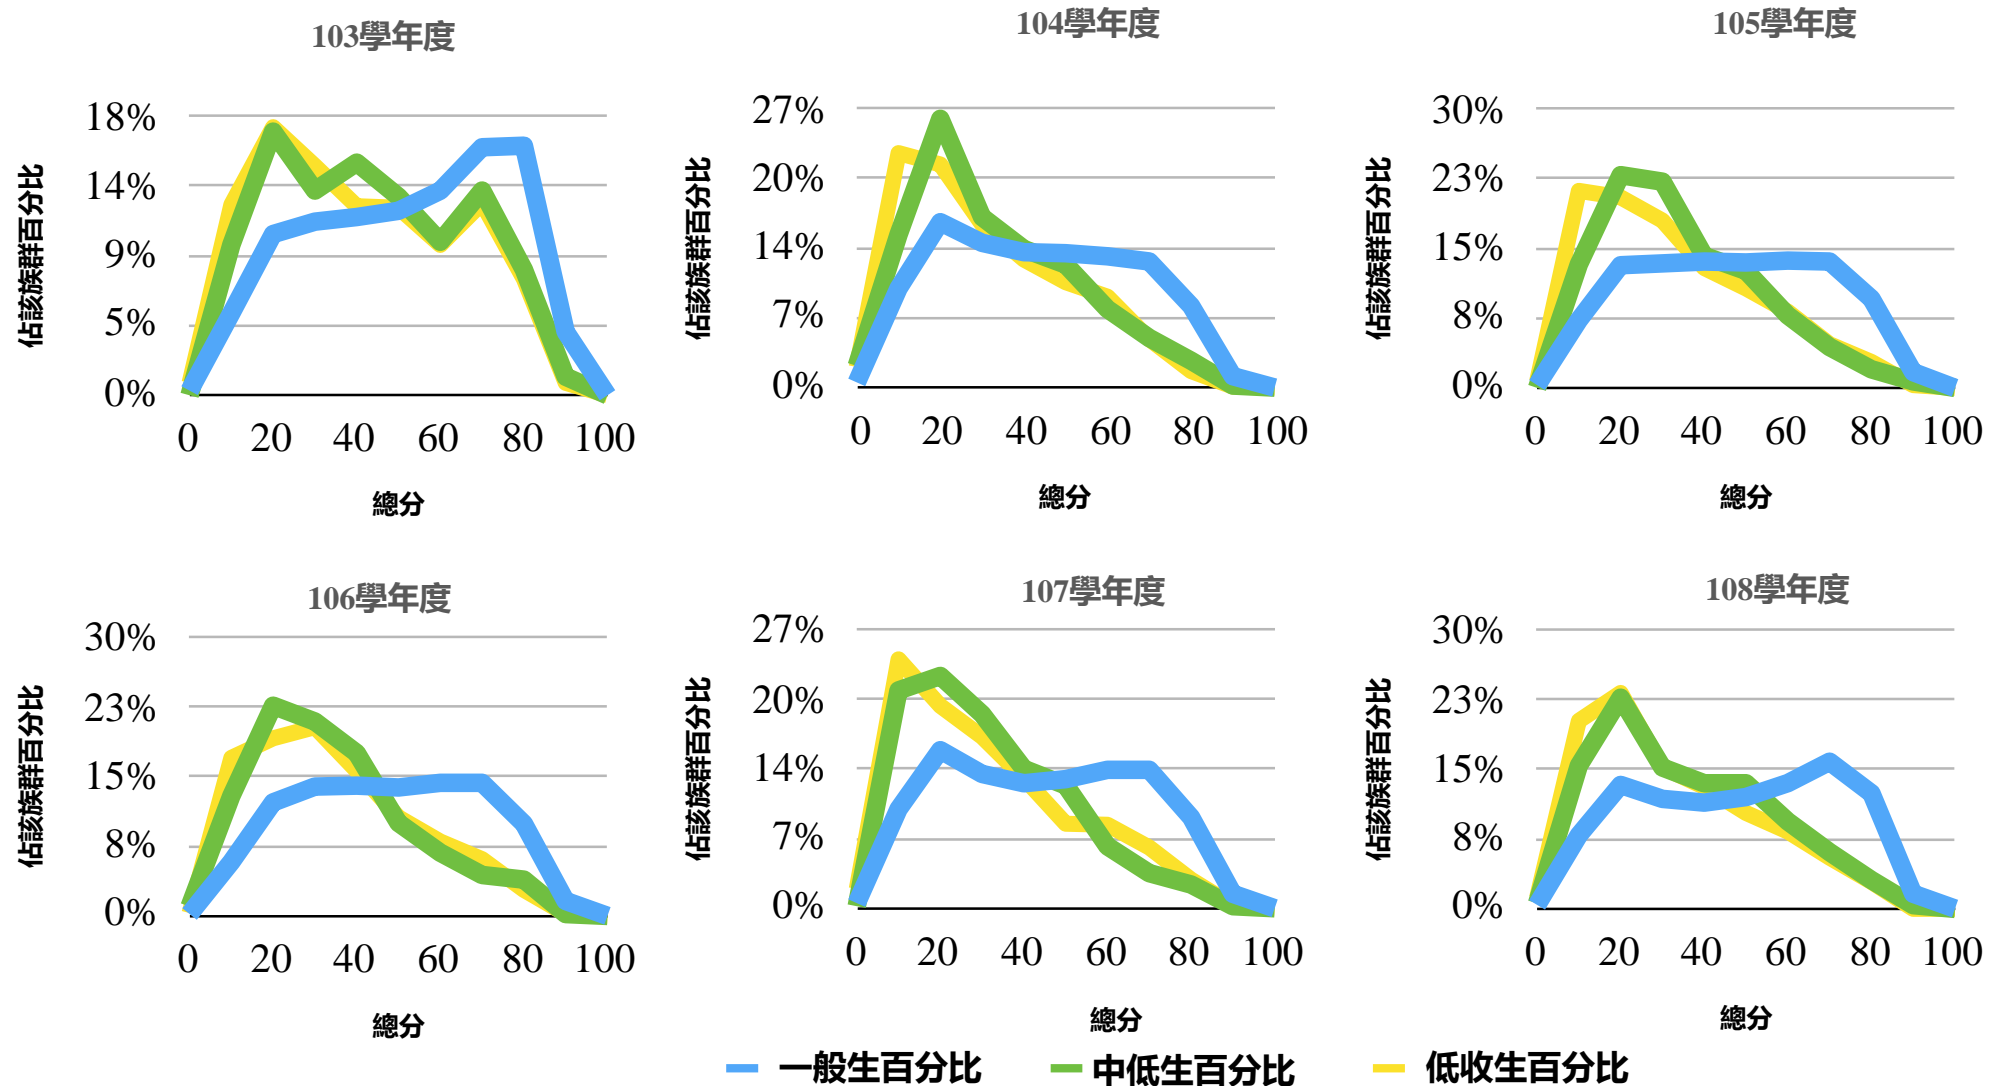 103學年度
佔該族群百分比
18%
14%
9%
5%
0%
0 20 40 60 80 100
總分
104學年度
佔該族群百分比
27%
20%
14%
7%
0%
0 20 40 60 80 100
總分
105學年度
佔該族群百分比
30%
23%
15%
8%
0%
0 20 40 60 80 100
總分
106學年度
佔該族群百分比
30%
23%
15%
8%
0%
0 20 40 60 80 100
總分
107學年度
佔該族群百分比
27%
20%
14%
7%
0%
0 20 40 60 80 100
總分
108學年度
佔該族群百分比
30%
23%
15%
8%
0%
0 20 40 60 80 100
總分
一般生百分比 中低生百分比 低收生百分比